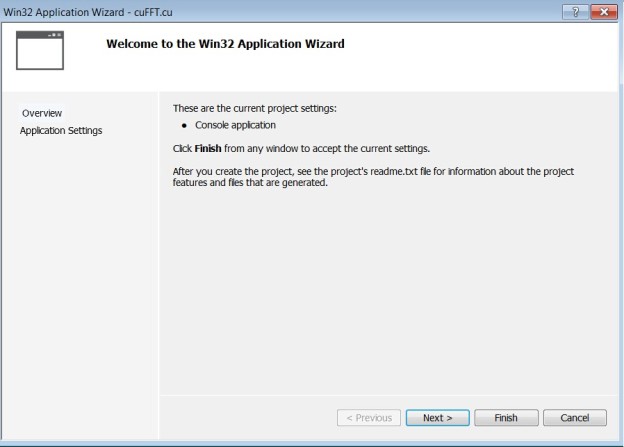 Win32 Application Wizard - cuFFT.cu
Welcome to the Win32 Application Wizard
Overview
Application Settings
These are the current project settings:
• Console application
Click Finish from any window to accept the current settings.
After you create the project, see the project's readme.txt file for information about the project
features and files that are generated.
< Previous
Next >
Finish
Cancel